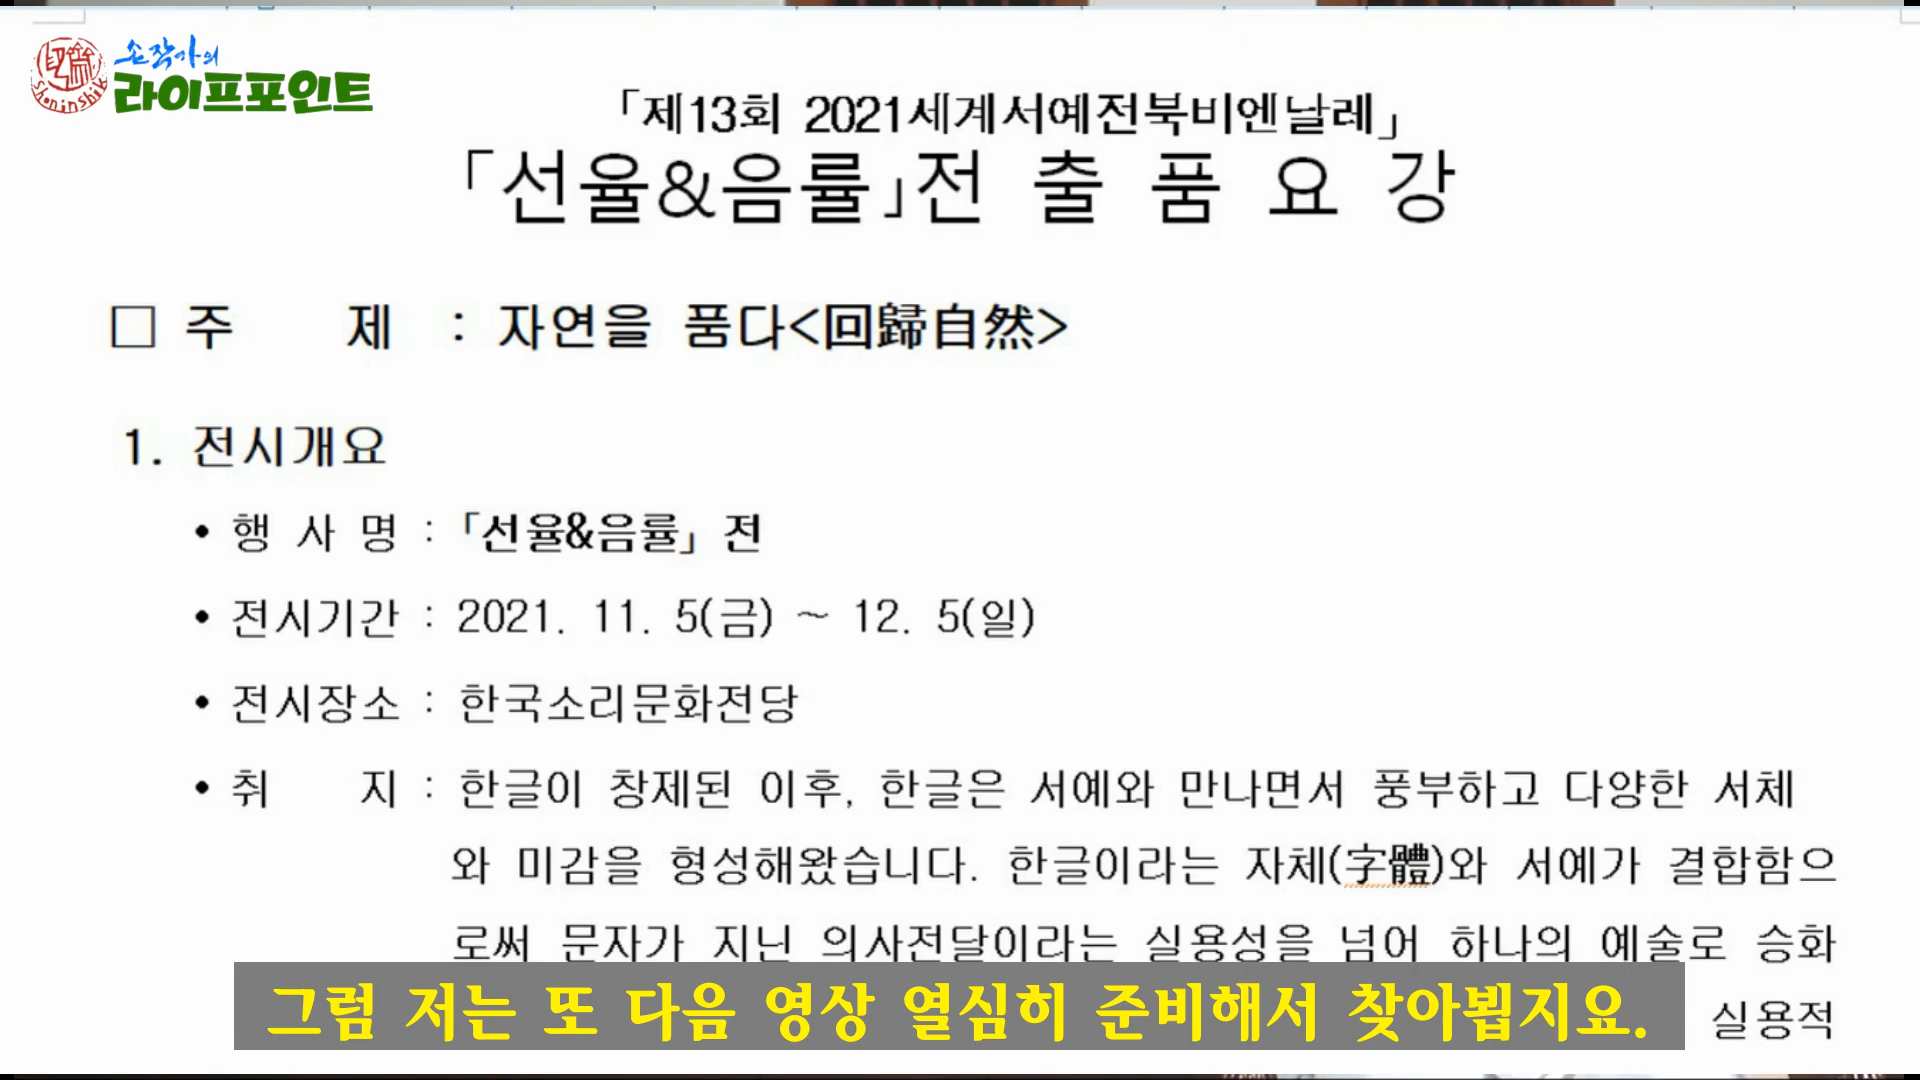 손작가의
라이프포인트
Shoninshik
「제13회 2021세계서예전북비엔날레」
「선율&음률」전 출 품 요 강
□ 주 제 : 자연을 품다<回歸自然>
1. 전시개요
• 행 사 명 : 「선율&음률」 전
• 전시기간 : 2021. 11. 5(금) ~ 12. 5(일)
• 전시장소 : 한국소리문화전당
• 취 지 : 한글이 창제된 이후, 한글은 서예와 만나면서 풍부하고 다양한 서체
와 미감을 형성해왔습니다. 한글이라는 자체(字體)와 서예가 결합함으
로써 문자가 지닌 의사전달이라는 실용성을 넘어 하나의 예술로 승화
실용적
그럼 저는 또 다음 영상 열심히 준비해서 찾아뵙지요.